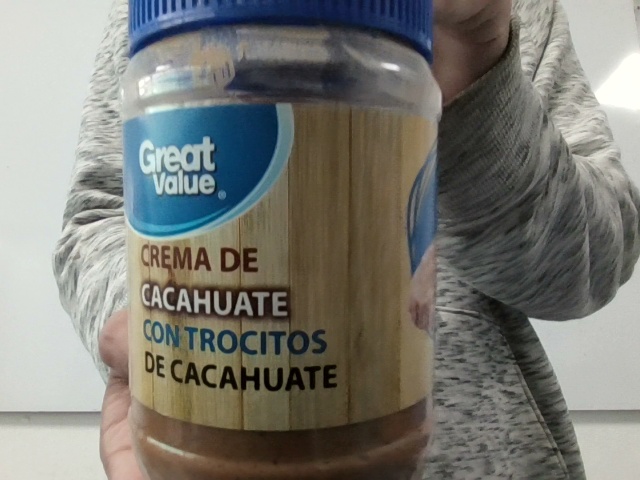 Great
Value®
CREMA DE
CACAHUATE
CON TROCITOS
DE CACAHUATE